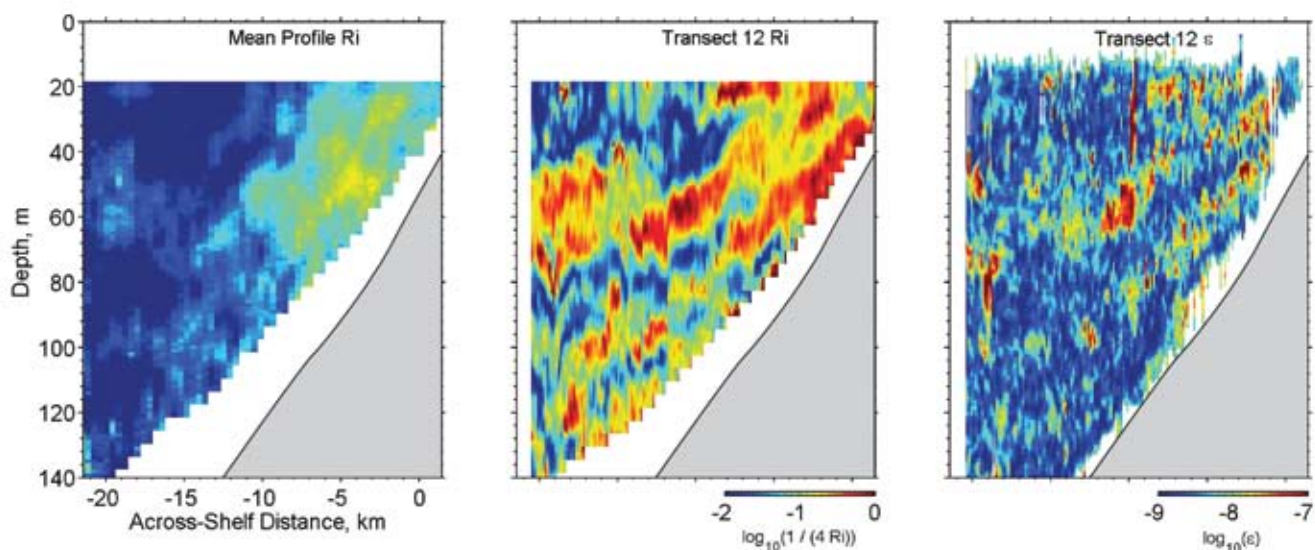 Mean Profile Ri
Transect 12 Ri
Transect 12 ε
0
20
40
60
80
100
120
140
Depth, m
-20 -15 -10 -5 0
Across-Shelf Distance, km
-2 -1 0
log10(1 / (4 Ri))
-9 -8 -7
log10(ε)